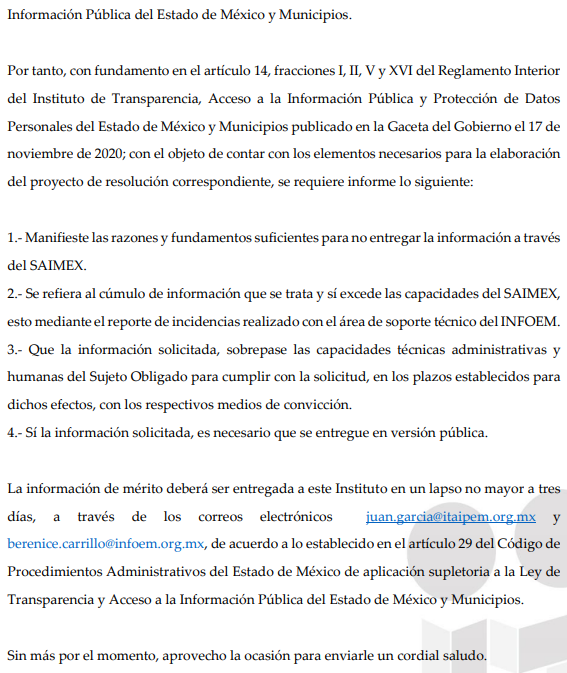 Información Pública del Estado de México y Municipios.
Por tanto, con fundamento en el artículo 14, fracciones I, II, V y XVI del Reglamento Interior
del Instituto de Transparencia, Acceso a la Información Pública y Protección de Datos
Personales del Estado de México y Municipios publicado en la Gaceta del Gobierno el 17 de
noviembre de 2020; con el objeto de contar con los elementos necesarios para la elaboración
del proyecto de resolución correspondiente, se requiere informe lo siguiente:
1.- Manifieste las razones y fundamentos suficientes para no entregar la información a través
del SAIMEX.
2.- Se refiera al cúmulo de información que se trata y sí excede las capacidades del SAIMEX,
esto mediante el reporte de incidencias realizado con el área de soporte técnico del INFOEM.
3.- Que la información solicitada, sobrepase las capacidades técnicas administrativas y
humanas del Sujeto Obligado para cumplir con la solicitud, en los plazos establecidos para
dichos efectos, con los respectivos medios de convicción.
4.- Sí la información solicitada, es necesario que se entregue en versión pública.
La información de mérito deberá ser entregada a este Instituto en un lapso no mayor a tres
días, a través de los correos electrónicos juan.garcia@itaipem.org.mx y
berenice.carrillo@infoem.org.mx, de acuerdo a lo establecido en el artículo 29 del Código de
Procedimientos Administrativos del Estado de México de aplicación supletoria a la Ley de
Transparencia y Acceso a la Información Pública del Estado de México y Municipios.
Sin más por el momento, aprovecho la ocasión para enviarle un cordial saludo.